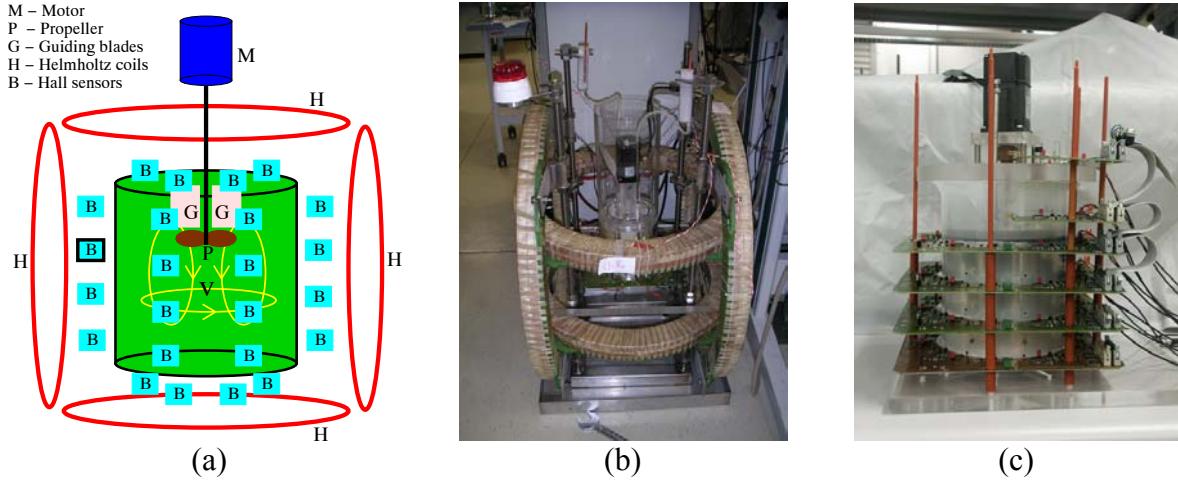 M – Motor
P – Propeller
G – Guiding blades
H – Helmholtz coils
B – Hall sensors
M
H
B B
B B
B G G B
B B
H B P H
B B
V
B B
B B
B B
B B
B B
B B
B B
H
(a) (b) (c)